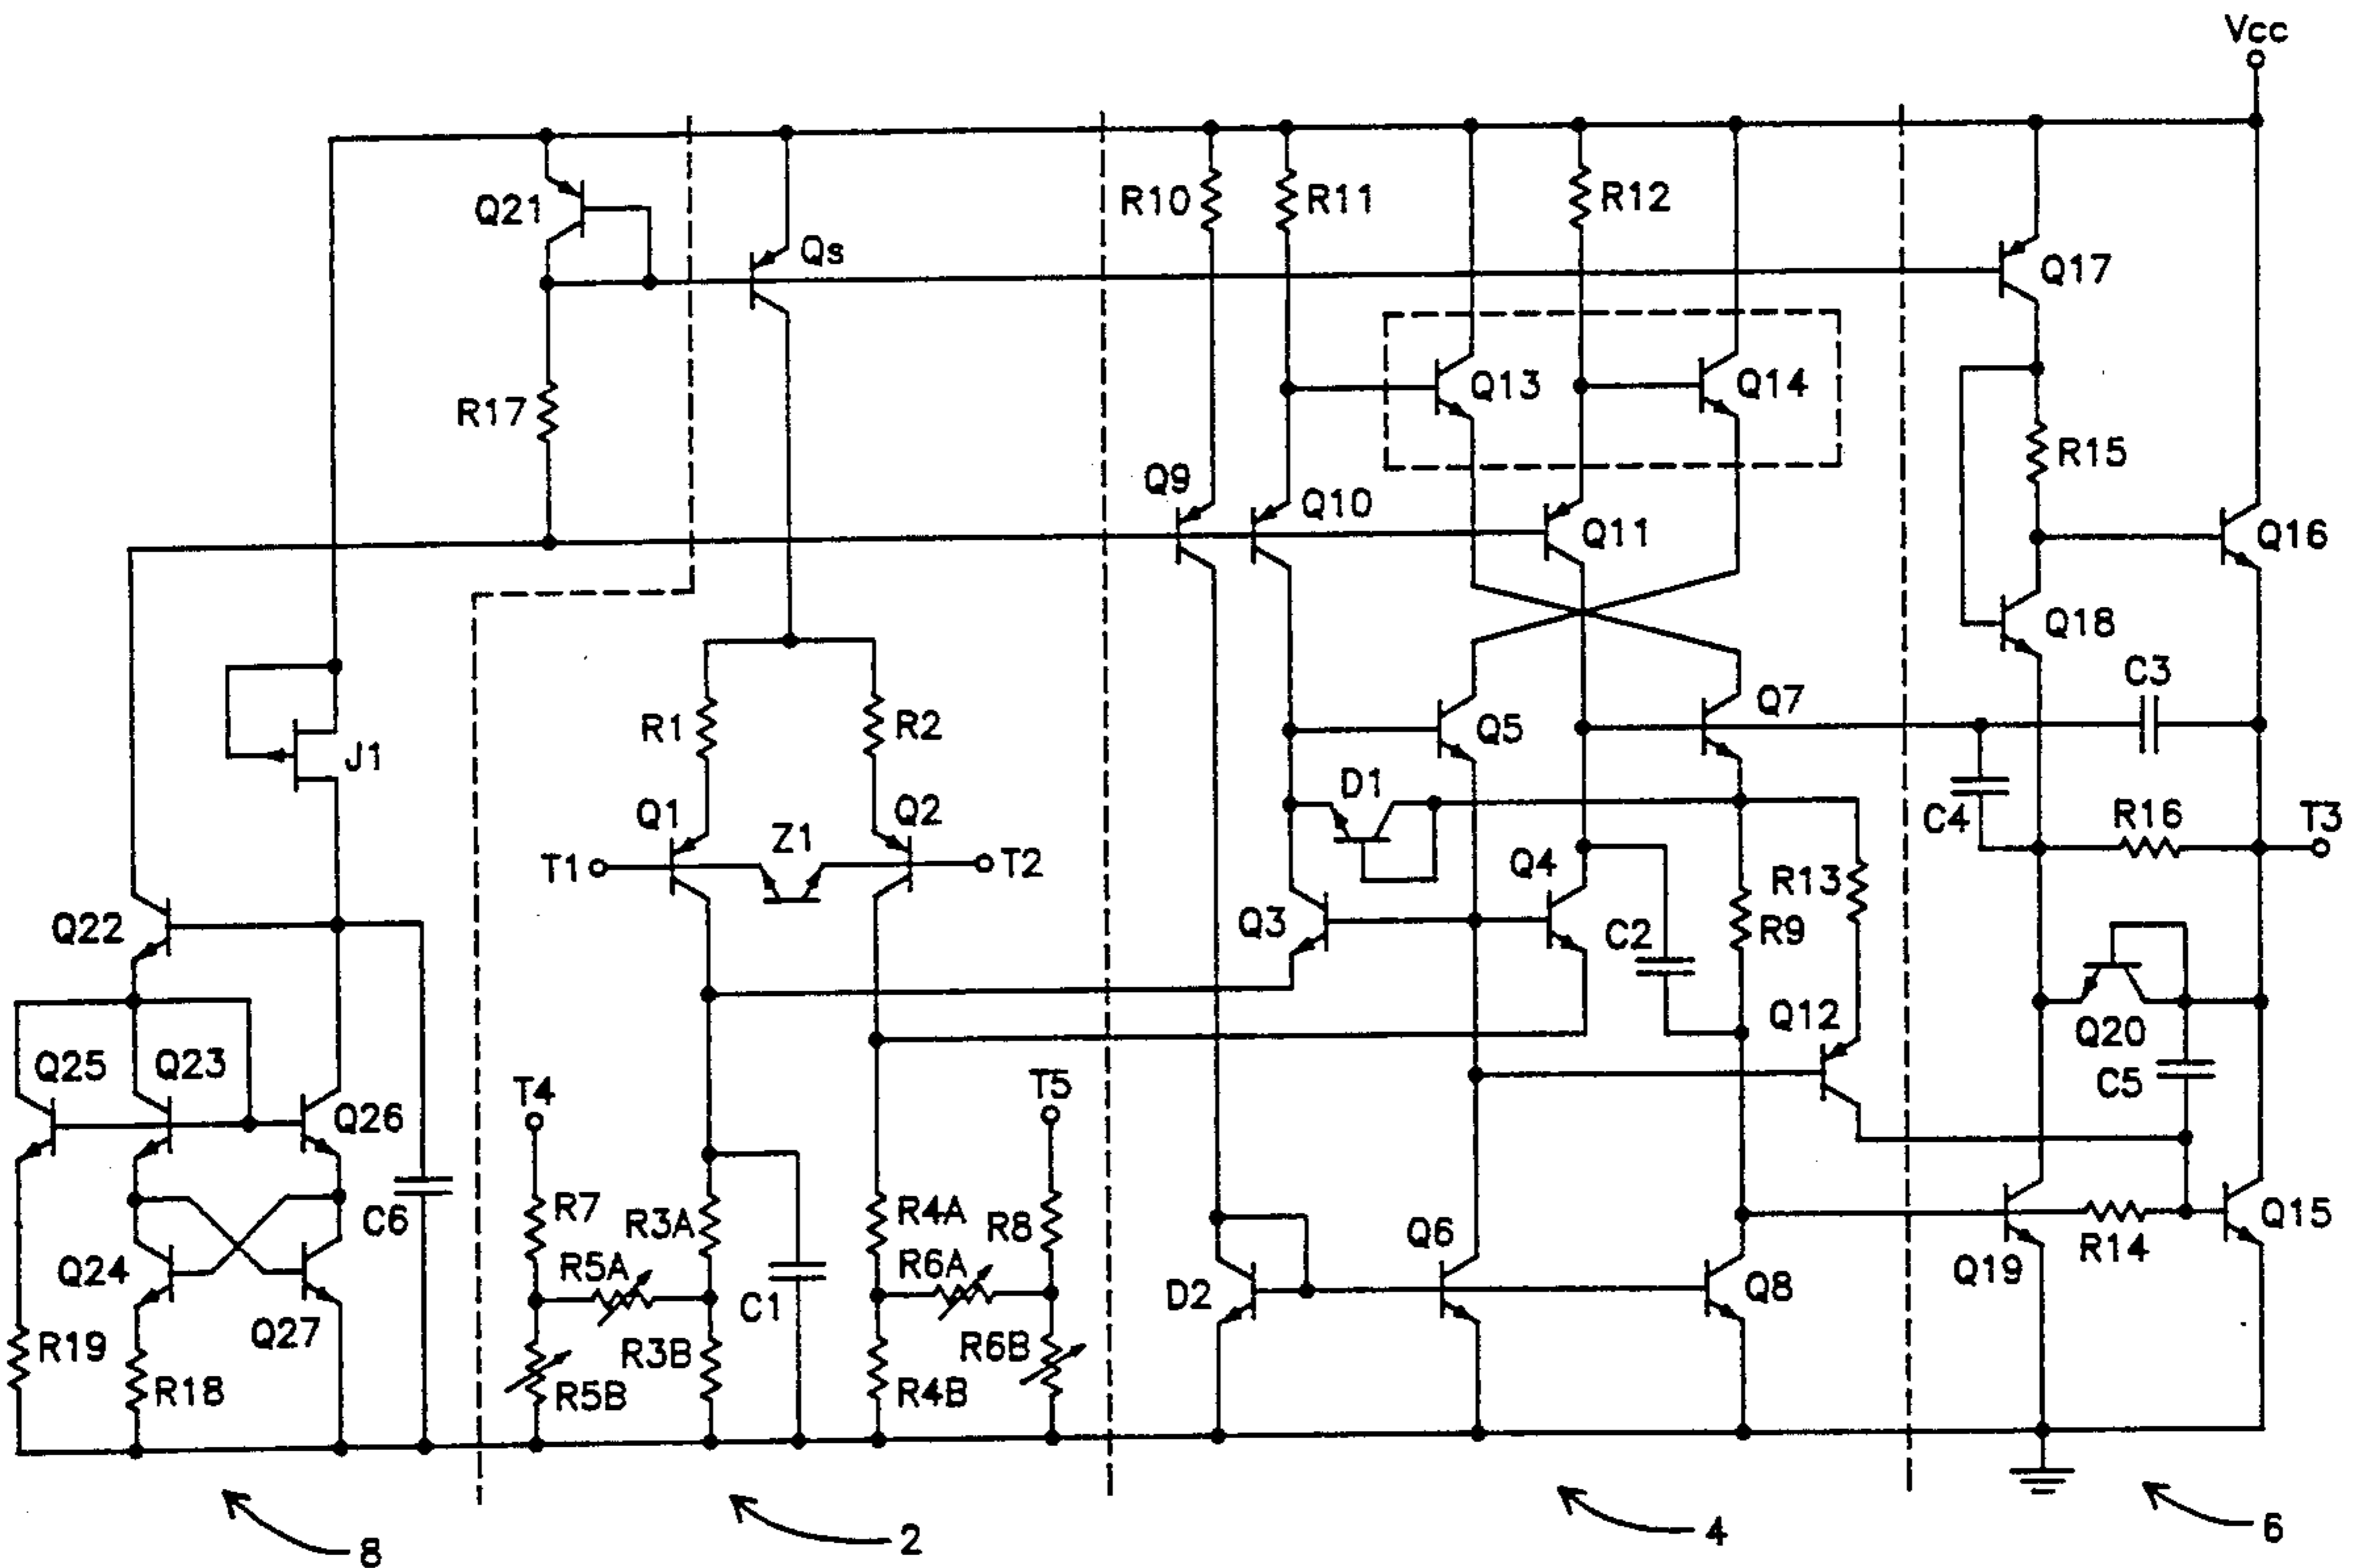 Vcc
Q21
Qs
R10
R11
R12
Q17
R17
Q13
Q14
R15
Q9
Q10
Q11
Q16
Q18
J1
R1
R2
Q5
Q7
C3
Q1
Z1
Q2
D1
C4
R16
T3
T1
T2
Q22
Q3
Q4
C2
R13
R9
Q12
Q20
Q25
Q23
Q26
C6
T4
T5
C5
R7
R3A
R4A
R8
Q6
Q15
Q24
Q27
R5A
C1
R6A
D2
Q8
Q19
R14
R19
R18
R5B
R3B
R4B
R6B
8
2
4
6